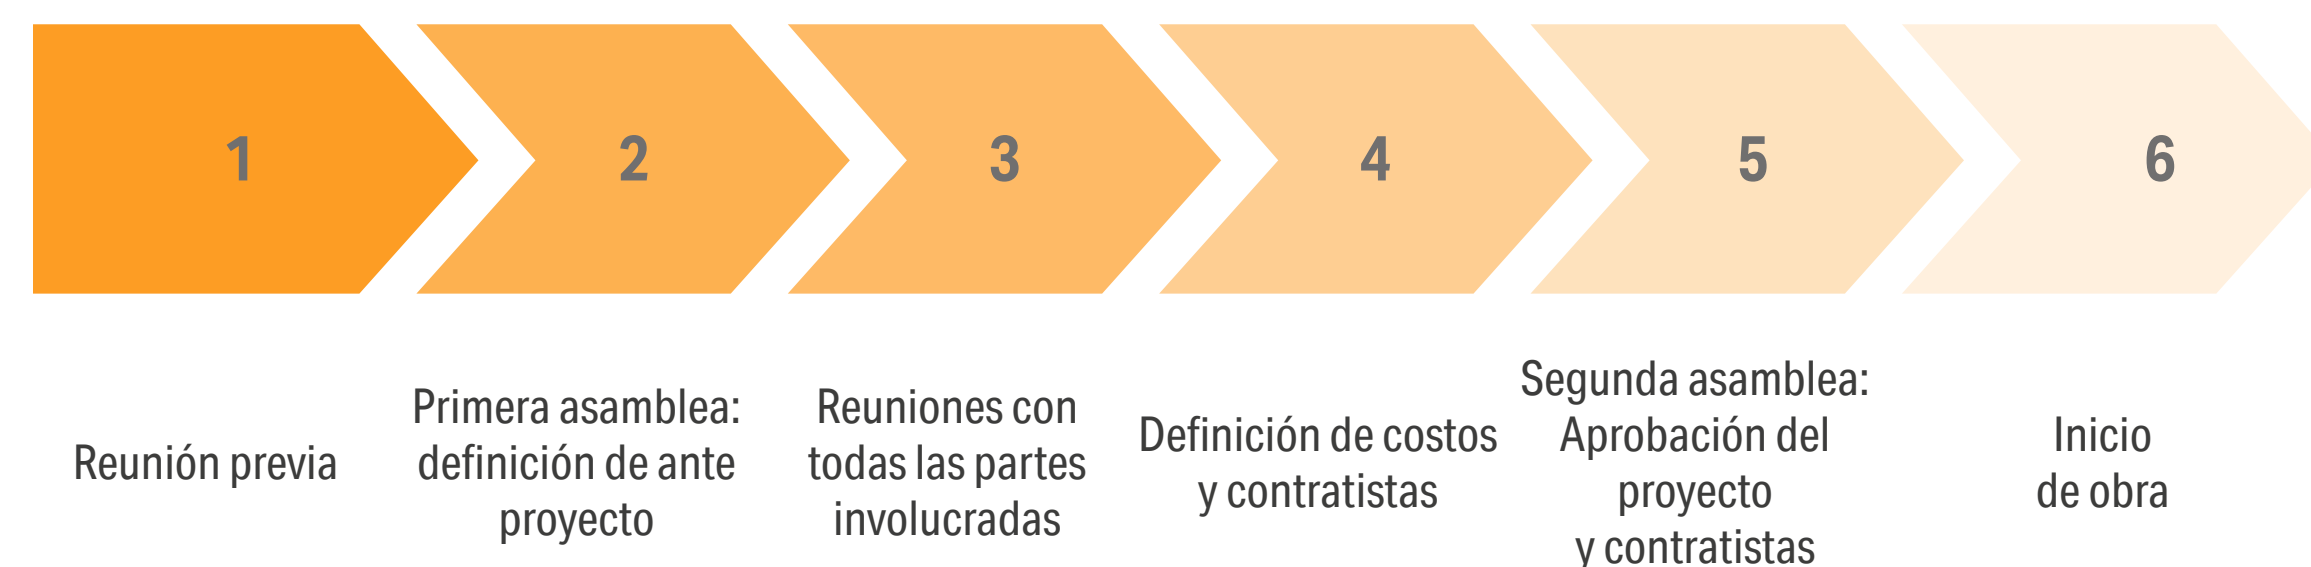 1
2
3
4
5
6
Reunión previa
Primera asamblea:
definición de ante
proyecto
Reuniones con
todas las partes
involucradas
Definición de costos
y contratistas
Segunda asamblea:
Aprobación del
proyecto
y contratistas
Inicio
de obra